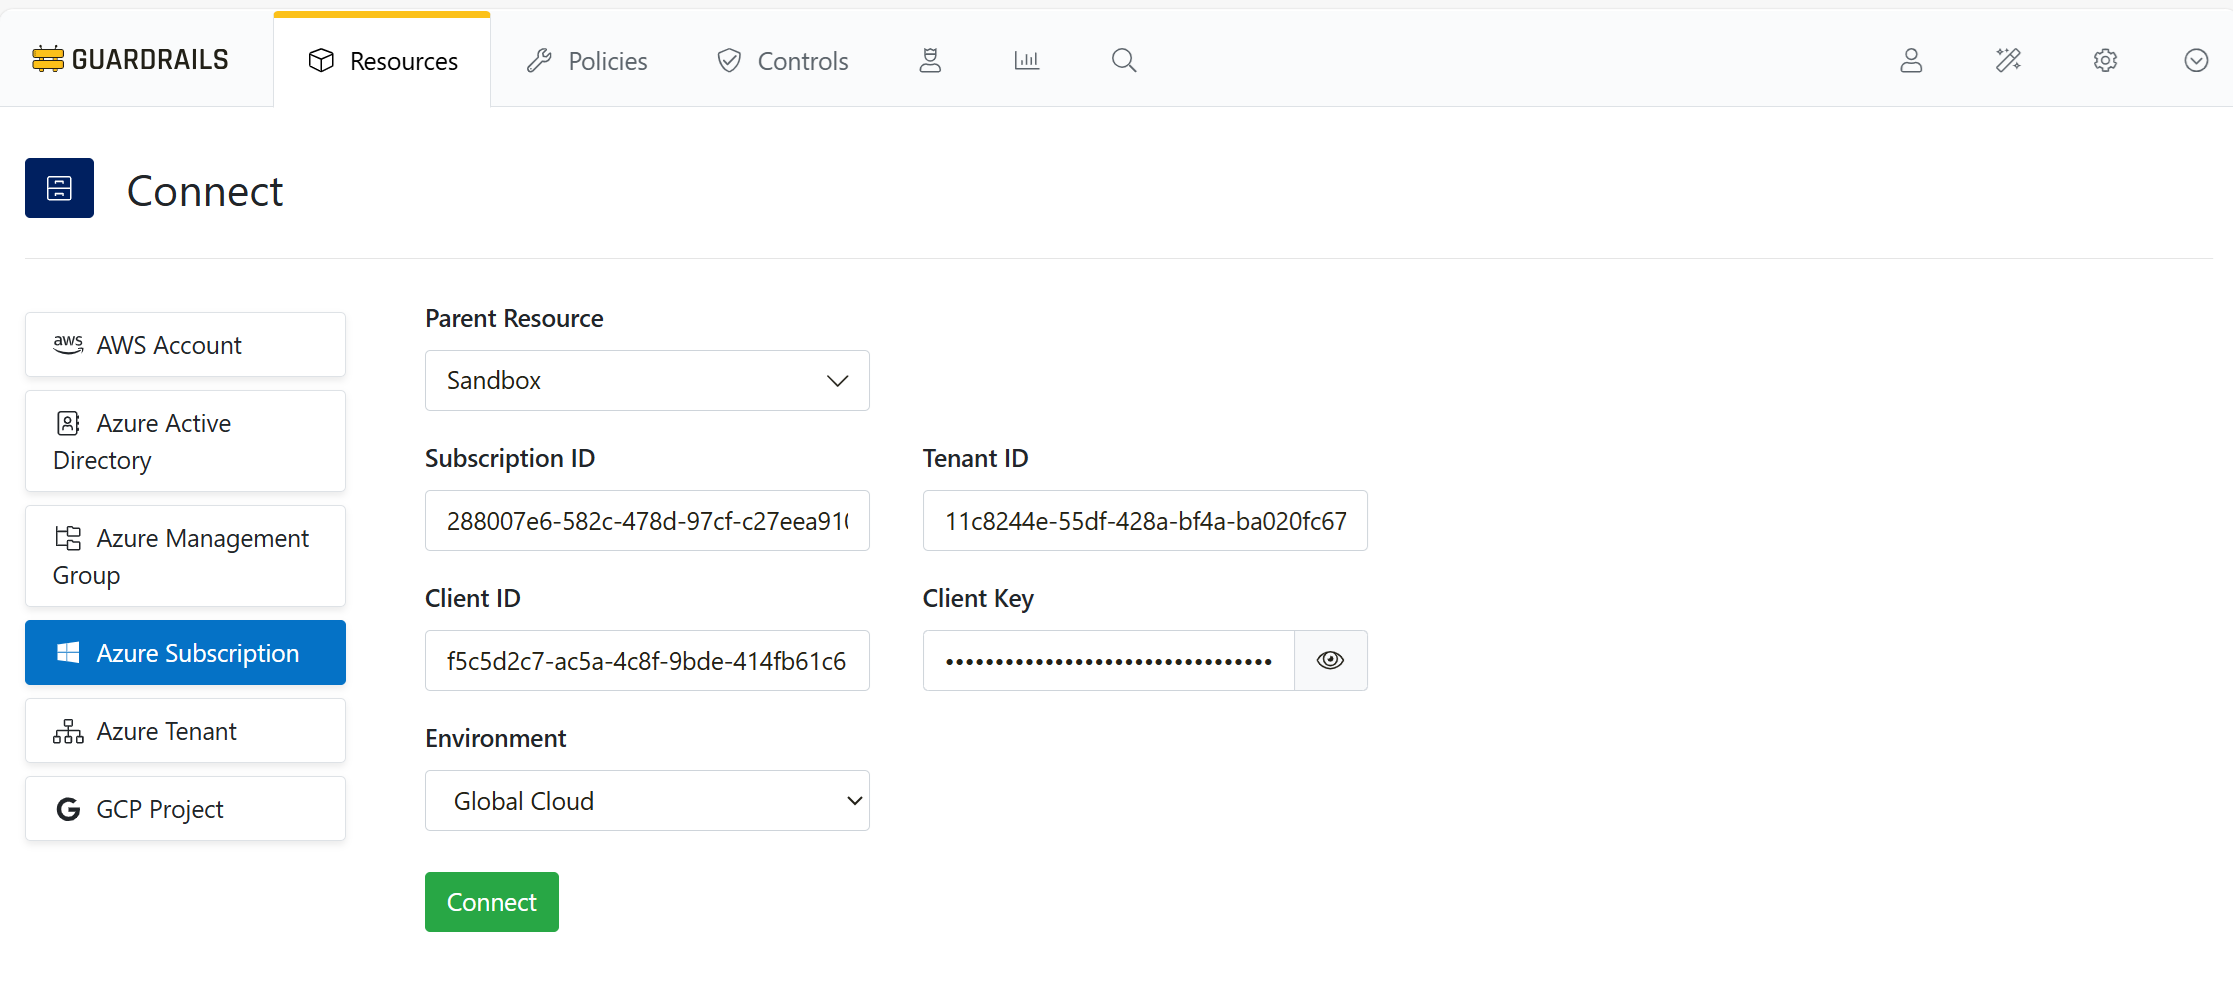 GUARDRAILS
Resources
Policies
Controls
Connect
aws AWS Account
Azure Active
Directory
Azure Management
Group
Azure Subscription
Azure Tenant
GCP Project
Parent Resource
Sandbox
Subscription ID
Tenant ID
288007e6-582c-478d-97cf-c27eea910
11c8244e-55df-428a-bf4a-ba020fc67
Client ID
Client Key
f5c5d2c7-ac5a-4c8f-9bde-414fb61c6
•••••••••••••••••••••••••••••••••
Environment
Global Cloud
Connect